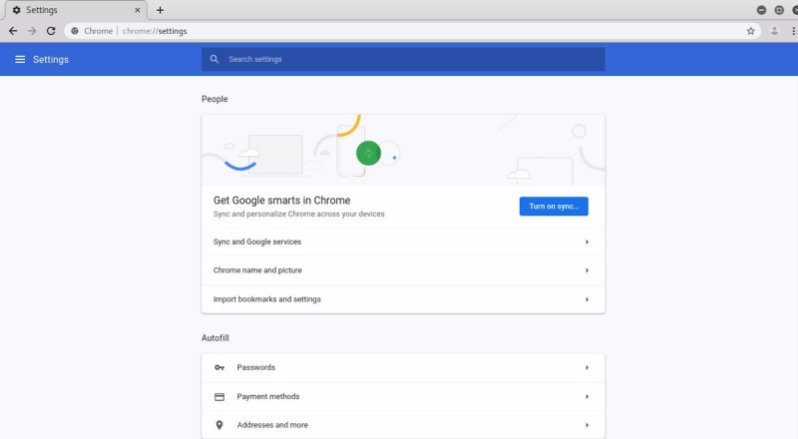 Settings
Chrome | chrome://settings
Settings
Search settings
People
Get Google smarts in Chrome
Sync and personalize Chrome across your devices
Turn on sync...
Sync and Google services
Chrome name and picture
Import bookmarks and settings
Autofill
Passwords
Payment methods
Addresses and more